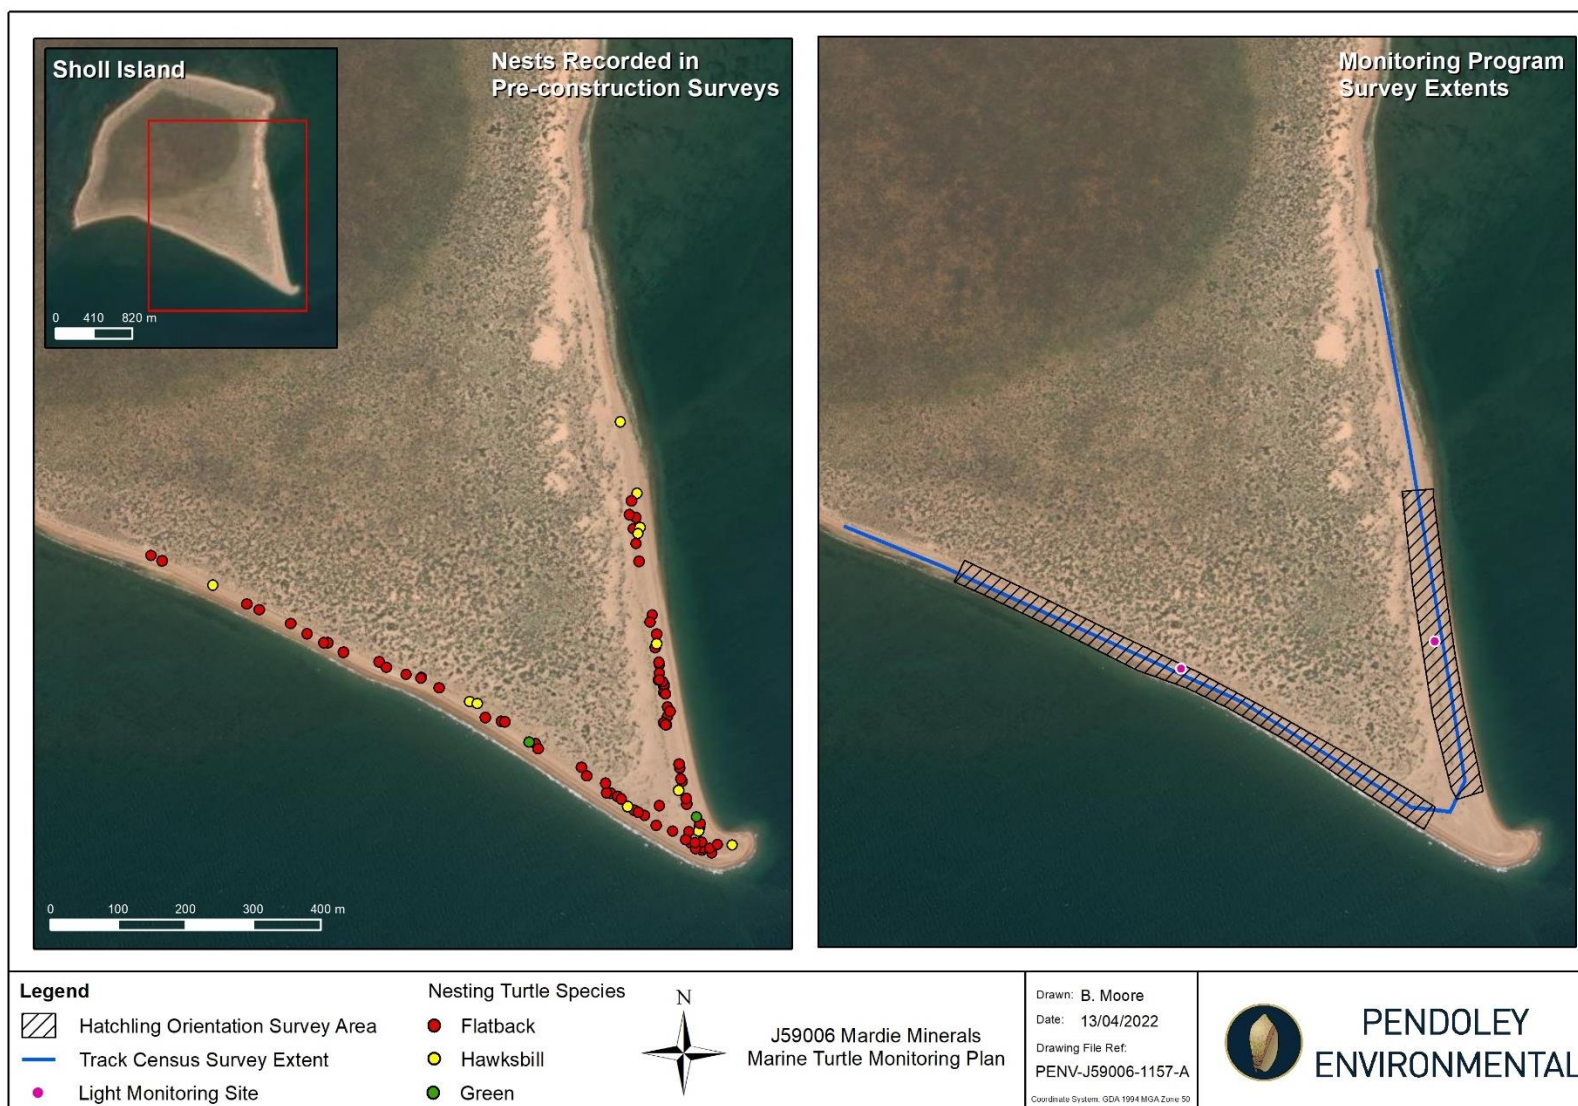 Sholl Island
0 410 820 m
Nests Recorded in
Pre-construction Surveys
0 100 200 300 400 m
Monitoring Program
Survey Extents
Legend
Hatchling Orientation Survey Area
Track Census Survey Extent
Light Monitoring Site
Nesting Turtle Species
Flatback
Hawksbill
Green
N
J59006 Mardie Minerals
Marine Turtle Monitoring Plan
Drawn: B. Moore
Date: 13/04/2022
Drawing File Ref:
PENV-J59006-1157-A
Coordinate System: GDA 1994 MGA Zone 50
PENDOLEY
ENVIRONMENTAL